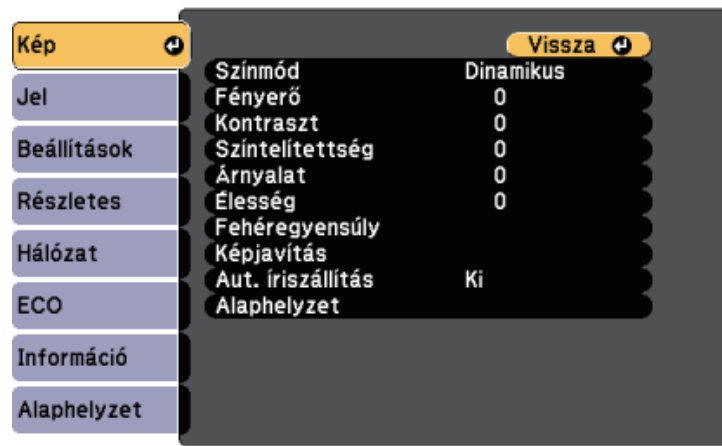 Kép
Jel
Beállítások
Részletes
Hálózat
ECO
Információ
Alaphelyzet
Vissza
Színmód Dinamikus
Fényerő 0
Kontraszt 0
Színtelítettség 0
Árnyalat 0
Élesség 0
Fehéregyensúly
Képjavítás
Aut. íriszállítás Ki
Alaphelyzet